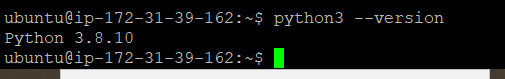 ubuntu@ip-172-31-39-162:~$ python3 --version
Python 3.8.10
ubuntu@ip-172-31-39-162:~$